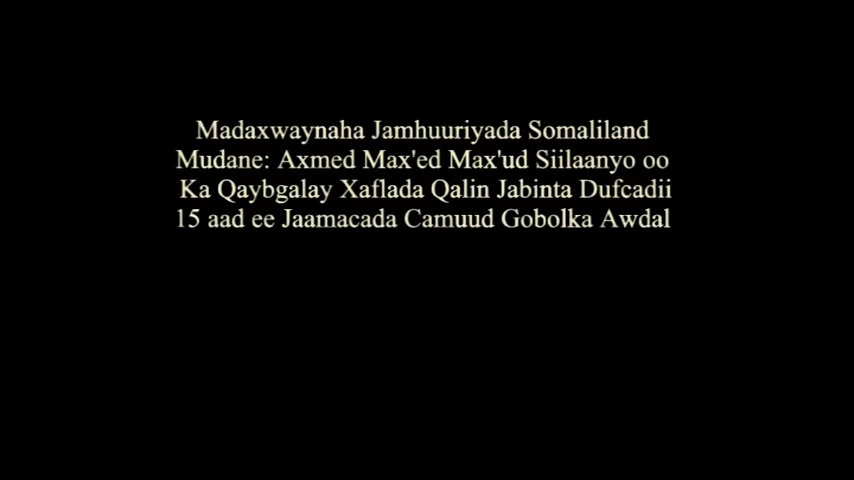 Madaxwaynaha Jamhuuriyada Somaliland
Mudane: Axmed Max'ed Max'ud Siilaanyo oo
Ka Qaybgalay Xaflada Qalin Jabinta Dufcadii
15 aad ee Jaamacada Camuud Gobolka Awdal